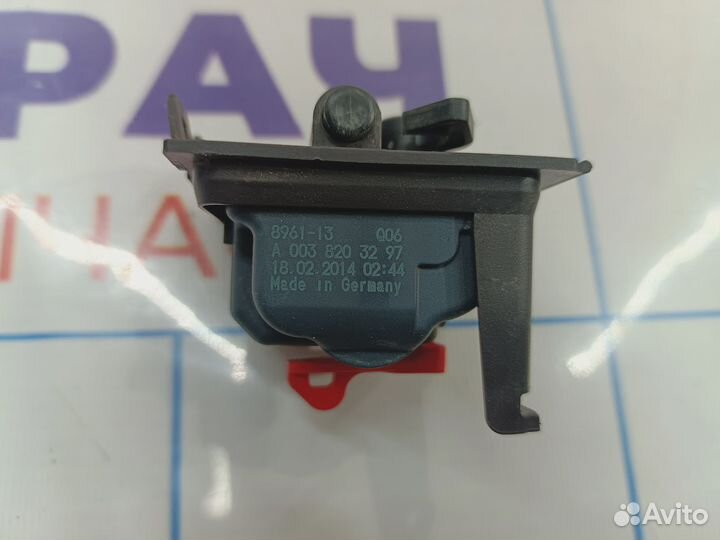 РАЧ
НА
8961-13 Q06
A 003 820 32 97
18.02.2014 02:44
Made in Germany
Avito